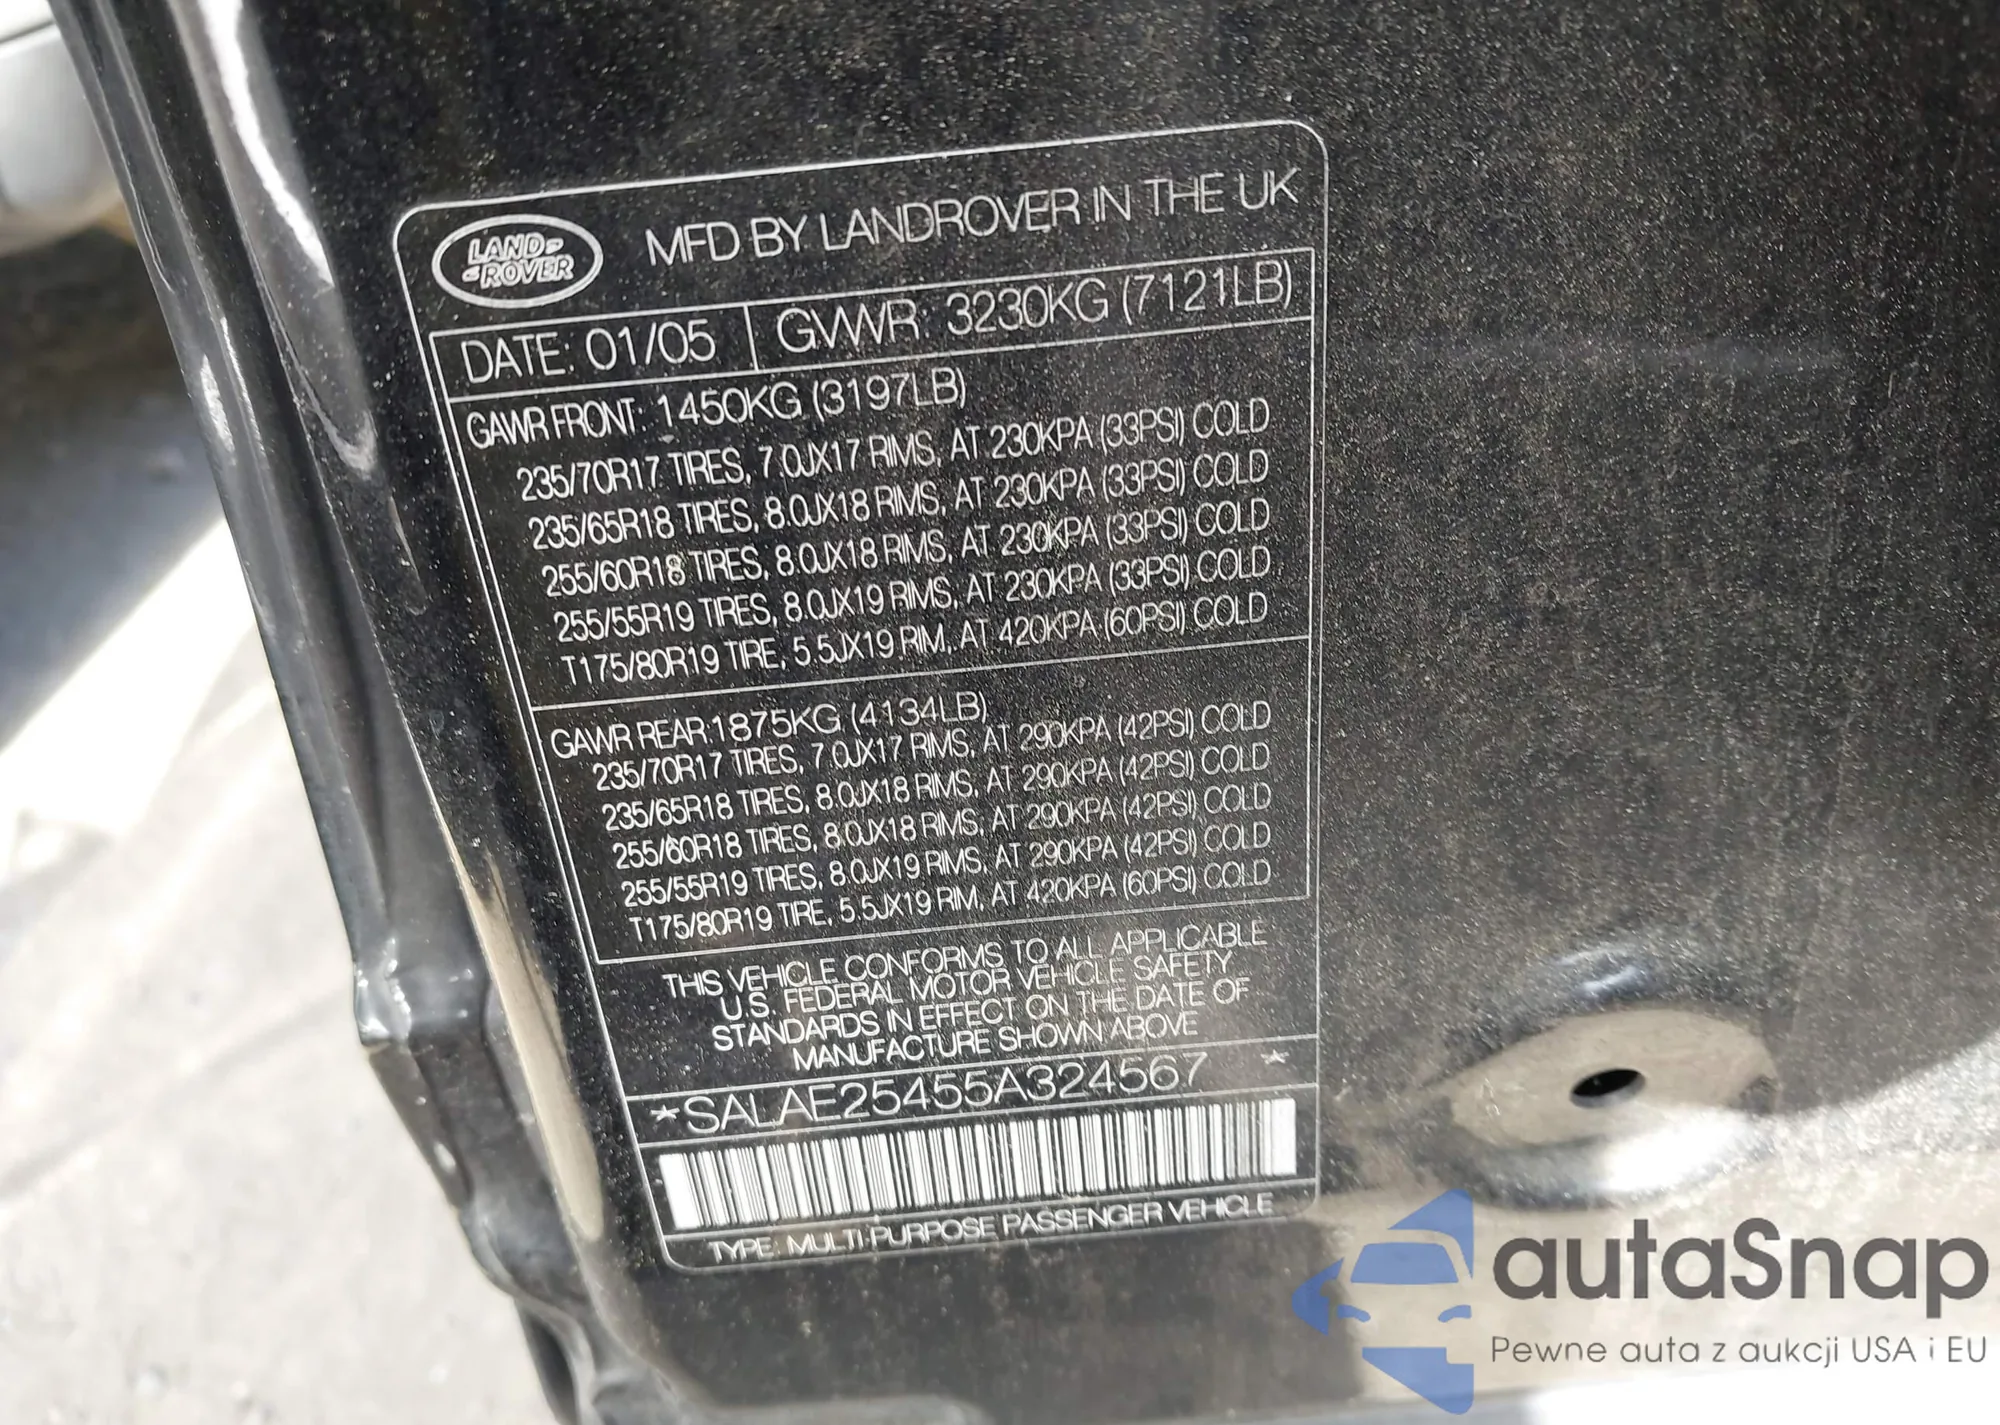 LAND-
-ROVER
MFD BY LANDROVER IN THE UK
DATE: 01/05 GVWR: 3230KG (7121LB)
GAWR FRONT: 1450KG (3197LB)
235/70R17 TIRES, 7.0JX17 RIMS, AT 230KPA (33PSI) COLD
235/65R18 TIRES, 8.0JX18 RIMS, AT 230KPA (33PSI) COLD
255/60R18 TIRES, 8.0JX18 RIMS, AT 230KPA (33PSI) COLD
255/55R19 TIRES, 8.0JX19 RIMS, AT 230KPA (33PSI) COLD
T175/80R19 TIRE, 5.5JX19 RIM, AT 420KPA (60PSI) COLD
GAWR REAR 1875KG (4134LB)
235/70R17 TIRES, 7.0JX17 RIMS, AT 290KPA (42PSI) COLD
235/65R18 TIRES, 8.0JX18 RIMS, AT 290KPA (42PSI) COLD
255/60R18 TIRES, 8.0JX18 RIMS, AT 290KPA (42PSI) COLD
255/55R19 TIRES, 8.0JX19 RIMS, AT 290KPA (42PSI) COLD
T175/80R19 TIRE, 5.5JX19 RIM, AT 420KPA (60PSI) COLD
THIS VEHICLE CONFORMS TO ALL APPLICABLE
U.S. FEDERAL MOTOR VEHICLE SAFETY
STANDARDS IN EFFECT ON THE DATE OF
MANUFACTURE SHOWN ABOVE
*SALAE25455A324567 *
TYPE: MULTI-PURPOSE PASSENGER VEHICLE
autaSnap
Pewne auta z aukcji USA i EU